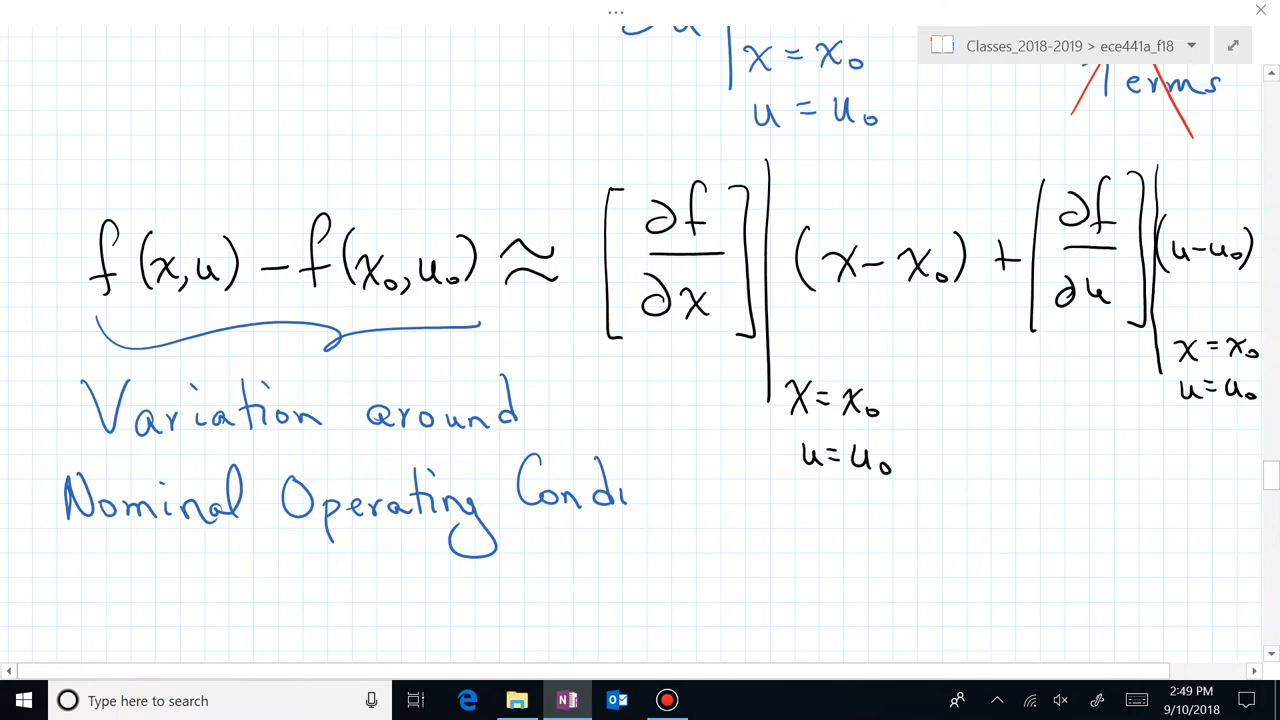 Classes_2018-2019 > ece441a_f18
x = x₀
u = u₀
Terms
f(x,u) - f(x₀,u₀) ≈ [∂f/∂x] | (x - x₀) + [∂f/∂u] | (u-u₀)
x = x₀
u = u₀
x = x₀
u = u₀
Variation around
Nominal Operating Condi
Type here to search
2:49 PM
9/10/2018